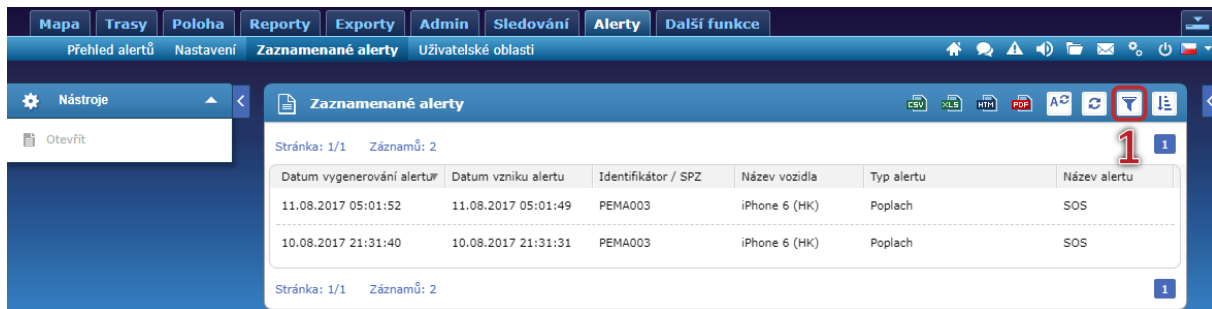 Mapa Trasy Poloha Reporty Exporty Admin Sledování Alerty Další funkce
Přehled alertů Nastavení Zaznamenané alerty Uživatelské oblasti
Nástroje
Otevřít
Zaznamenané alerty CSV XLS HTM PDF A
1
Stránka: 1/1 Záznamů: 2 1
Datum vygenerování alertu Datum vzniku alertu Identifikátor / SPZ Název vozidla Typ alertu Název alertu
11.08.2017 05:01:52 11.08.2017 05:01:49 PEMA003 iPhone 6 (HK) Poplach SOS
10.08.2017 21:31:40 10.08.2017 21:31:31 PEMA003 iPhone 6 (HK) Poplach SOS
Stránka: 1/1 Záznamů: 2 1